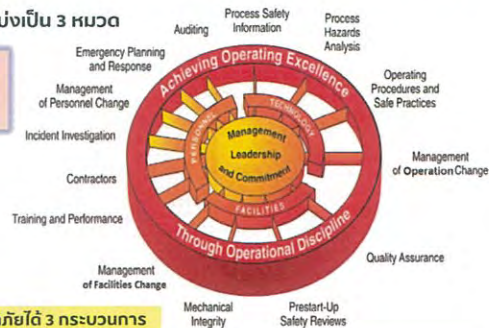 บ่งเป็น 3 หมวด
Auditing
Process Safety
Information
Process
Hazards
Analysis
Emergency Planning
and Response
Operating
Procedures and
Safe Practices
Management
of Personnel Change
Incident Investigation
Management
of Operation Change
Contractors
Training and Performance
Quality Assurance
Management
of Facilities Change
Mechanical
Integrity
Prestart-Up
Safety Reviews
Achieving Operating Excellence
PERSONNEL
TECHNOLOGY
Management
Leadership
and Commitment
FACILITIES
Through Operational Discipline
ภัยได้ 3 กระบวนการ